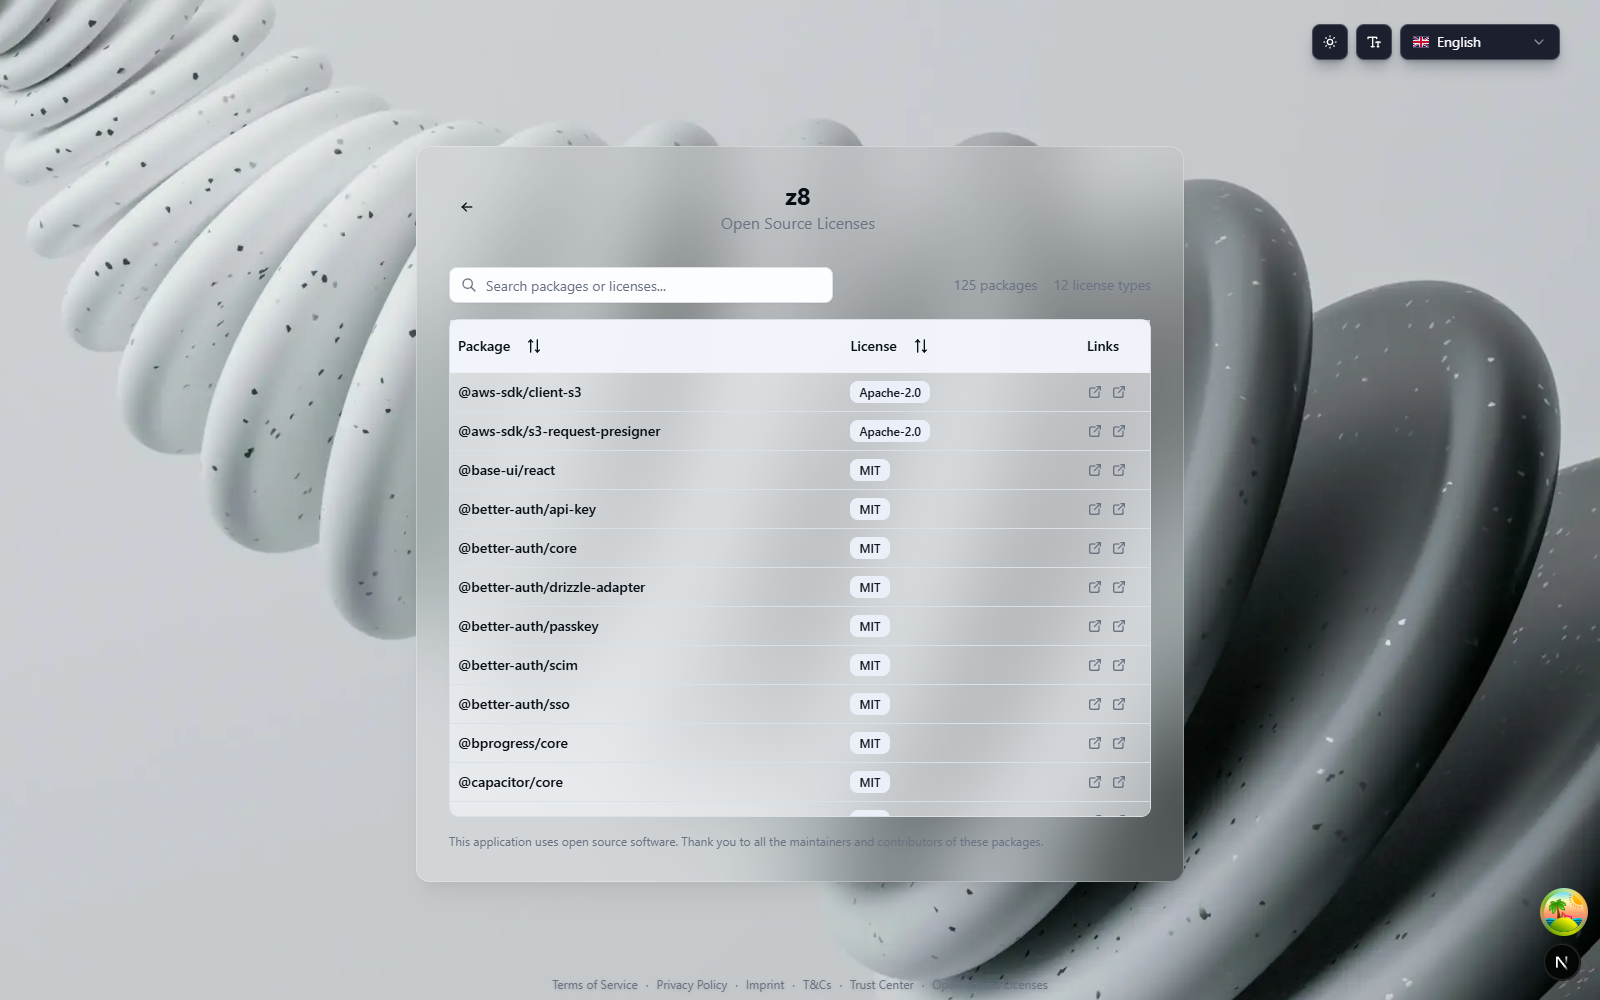 English
z8
Open Source Licenses
Search packages or licenses...
125 packages 12 license types
Package License Links
@aws-sdk/client-s3 Apache-2.0
@aws-sdk/s3-request-presigner Apache-2.0
@base-ui/react MIT
@better-auth/api-key MIT
@better-auth/core MIT
@better-auth/drizzle-adapter MIT
@better-auth/passkey MIT
@better-auth/scim MIT
@better-auth/sso MIT
@bprogress/core MIT
@capacitor/core MIT
This application uses open source software. Thank you to all the maintainers and contributors of these packages.
Terms of Service · Privacy Policy · Imprint · T&Cs · Trust Center · Open Source Licenses
N